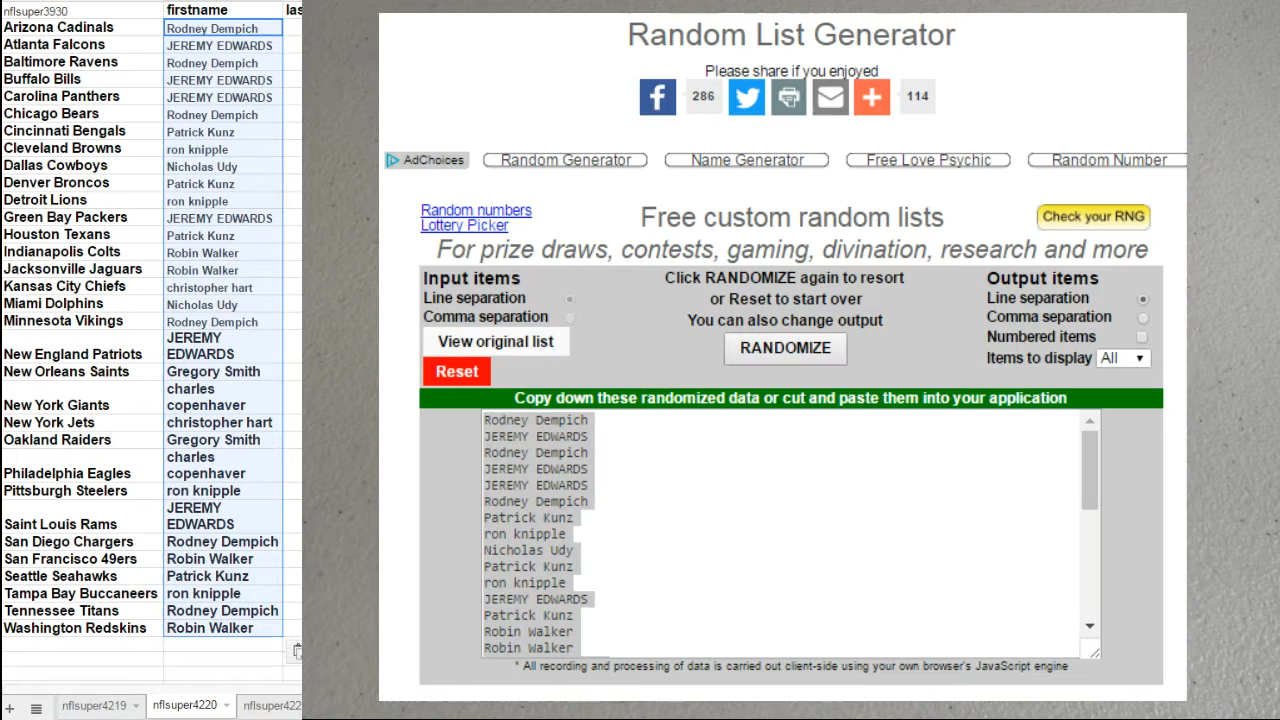 nflsuper3930 firstname las
Arizona Cadinals Rodney Dempich
Atlanta Falcons JEREMY EDWARDS
Baltimore Ravens Rodney Dempich
Buffalo Bills JEREMY EDWARDS
Carolina Panthers JEREMY EDWARDS
Chicago Bears Rodney Dempich
Cincinnati Bengals Patrick Kunz
Cleveland Browns ron knipple
Dallas Cowboys Nicholas Udy
Denver Broncos Patrick Kunz
Detroit Lions ron knipple
Green Bay Packers JEREMY EDWARDS
Houston Texans Patrick Kunz
Indianapolis Colts Robin Walker
Jacksonville Jaguars Robin Walker
Kansas City Chiefs christopher hart
Miami Dolphins Nicholas Udy
Minnesota Vikings Rodney Dempich
JEREMY
New England Patriots EDWARDS
New Orleans Saints Gregory Smith
charles
New York Giants copenhaver
New York Jets christopher hart
Oakland Raiders Gregory Smith
charles
Philadelphia Eagles copenhaver
Pittsburgh Steelers ron knipple
JEREMY
Saint Louis Rams EDWARDS
San Diego Chargers Rodney Dempich
San Francisco 49ers Robin Walker
Seattle Seahawks Patrick Kunz
Tampa Bay Buccaneers ron knipple
Tennessee Titans Rodney Dempich
Washington Redskins Robin Walker
nflsuper4219 nflsuper4220 nflsuper422
Random List Generator
Please share if you enjoyed
286 114
AdChoices Random Generator Name Generator Free Love Psychic Random Number
Random numbers
Lottery Picker
Free custom random lists
Check your RNG
For prize draws, contests, gaming, divination, research and more
Input items
Line separation
Comma separation
View original list
Reset
Click RANDOMIZE again to resort
or Reset to start over
You can also change output
RANDOMIZE
Output items
Line separation
Comma separation
Numbered items
Items to display All
Copy down these randomized data or cut and paste them into your application
Rodney Dempich
JEREMY EDWARDS
Rodney Dempich
JEREMY EDWARDS
JEREMY EDWARDS
Rodney Dempich
Patrick Kunz
ron knipple
Nicholas Udy
Patrick Kunz
ron knipple
JEREMY EDWARDS
Patrick Kunz
Robin Walker
Robin Walker
* All recording and processing of data is carried out client-side using your own browser's JavaScript engine